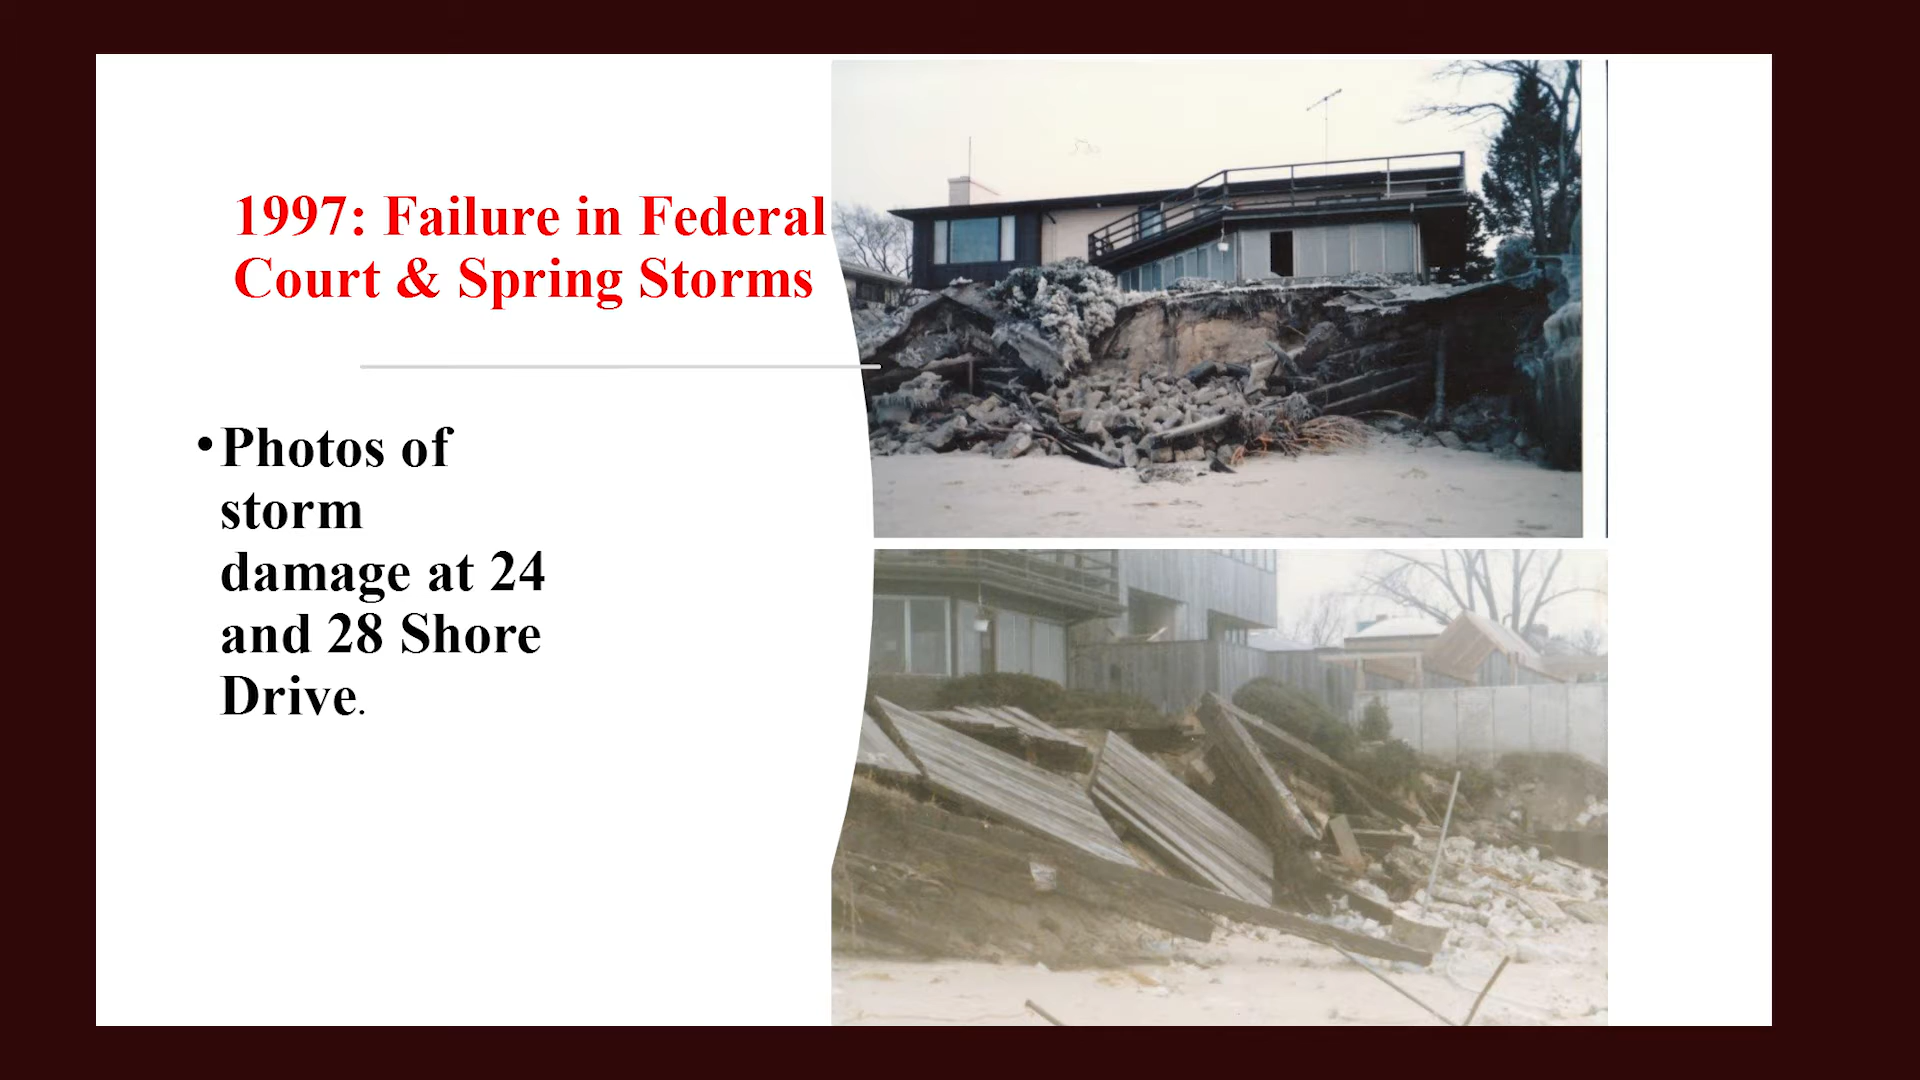 1997: Failure in Federal
Court & Spring Storms
•Photos of
storm
damage at 24
and 28 Shore
Drive.